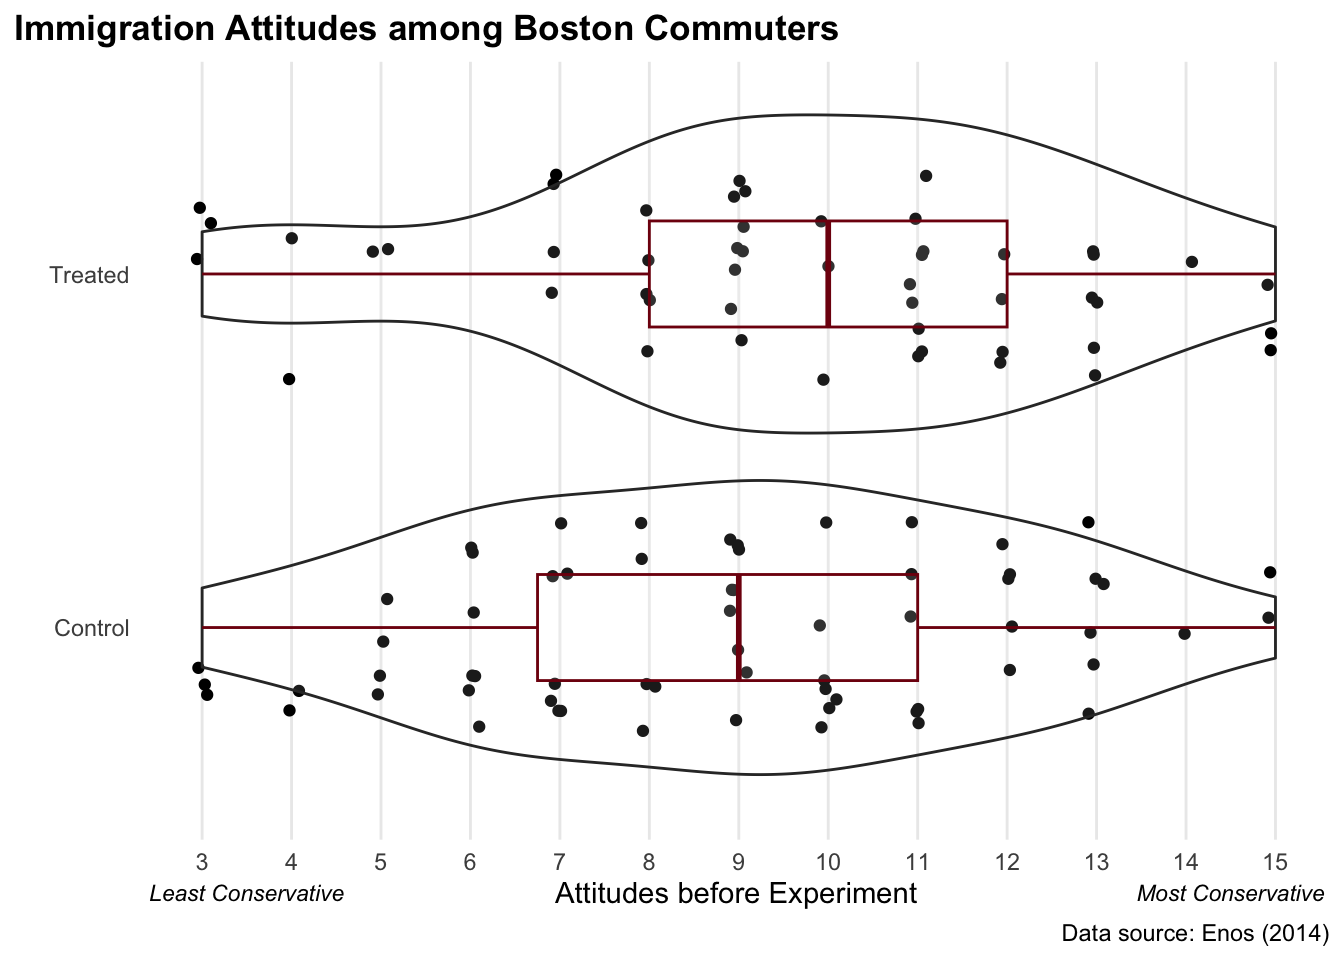 Immigration Attitudes among Boston Commuters
Treated
Control
3 4 5 6 7 8 9 10 11 12 13 14 15
Least Conservative Attitudes before Experiment Most Conservative
Data source: Enos (2014)